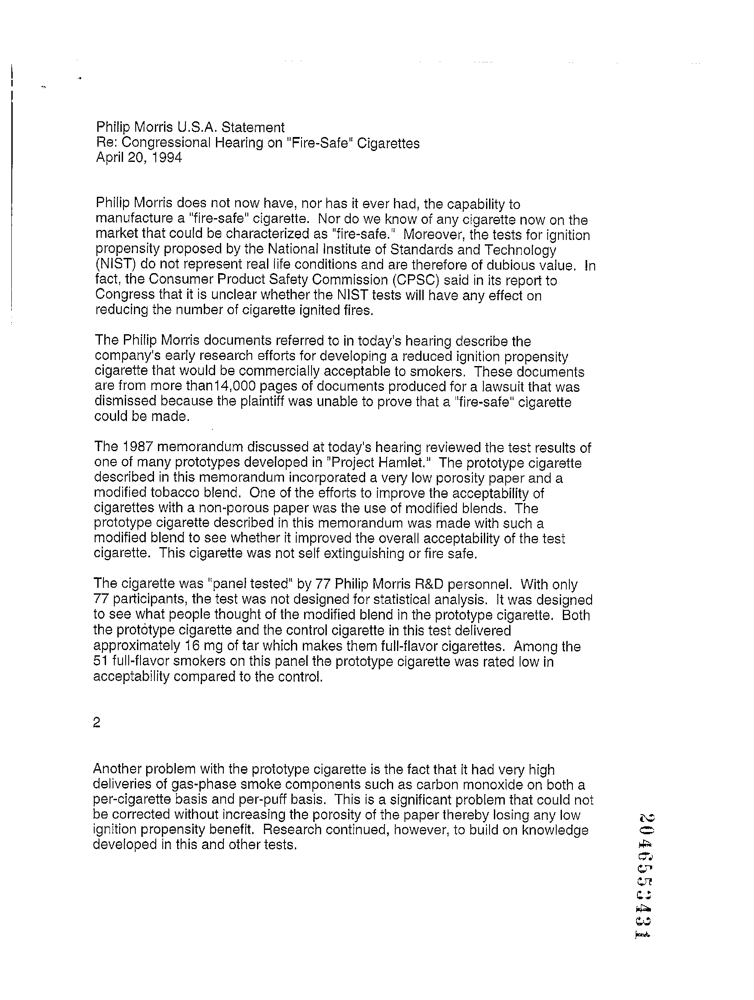 Philip Morris U.S.A. Statement
Re: Congressional Hearing on "Fire-Safe" Cigarettes
April 20, 1994
Philip Morris does not now have, nor has it ever had, the capability to
manufacture a "fire-safe" cigarette. Nor do we know of any cigarette now on the
market that could be characterized as "fire-safe." Moreover, the tests for ignition
propensity proposed by the National Institute of Standards and Technology
(NIST) do not represent real life conditions and are therefore of dubious value. In
fact, the Consumer Product Safety Commission (CPSC) said in its report to
Congress that it is unclear whether the NIST tests will have any effect on
reducing the number of cigarette ignited fires.
The Philip Morris documents referred to in today's hearing describe the
company's early research efforts for developing a reduced ignition propensity
cigarette that would be commercially acceptable to smokers. These documents
are from more than14,000 pages of documents produced for a lawsuit that was
dismissed because the plaintiff was unable to prove that a "fire-safe" cigarette
could be made.
The 1987 memorandum discussed at today's hearing reviewed the test results of
one of many prototypes developed in "Project Hamlet." The prototype cigarette
described in this memorandum incorporated a very low porosity paper and a
modified tobacco blend. One of the efforts to improve the acceptability of
cigarettes with a non-porous paper was the use of modified blends. The
prototype cigarette described in this memorandum was made with such a
modified blend to see whether it improved the overall acceptability of the test
cigarette. This cigarette was not self extinguishing or fire safe.
The cigarette was "panel tested" by 77 Philip Morris R&D personnel. With only
77 participants, the test was not designed for statistical analysis. It was designed
to see what people thought of the modified blend in the prototype cigarette. Both
the prototype cigarette and the control cigarette in this test delivered
approximately 16 mg of tar which makes them full-flavor cigarettes. Among the
51 full-flavor smokers on this panel the prototype cigarette was rated low in
acceptability compared to the control.
2
Another problem with the prototype cigarette is the fact that it had very high
deliveries of gas-phase smoke components such as carbon monoxide on both a
per-cigarette basis and per-puff basis. This is a significant problem that could not
be corrected without increasing the porosity of the paper thereby losing any low
ignition propensity benefit. Research continued, however, to build on knowledge
developed in this and other tests.
2046553431